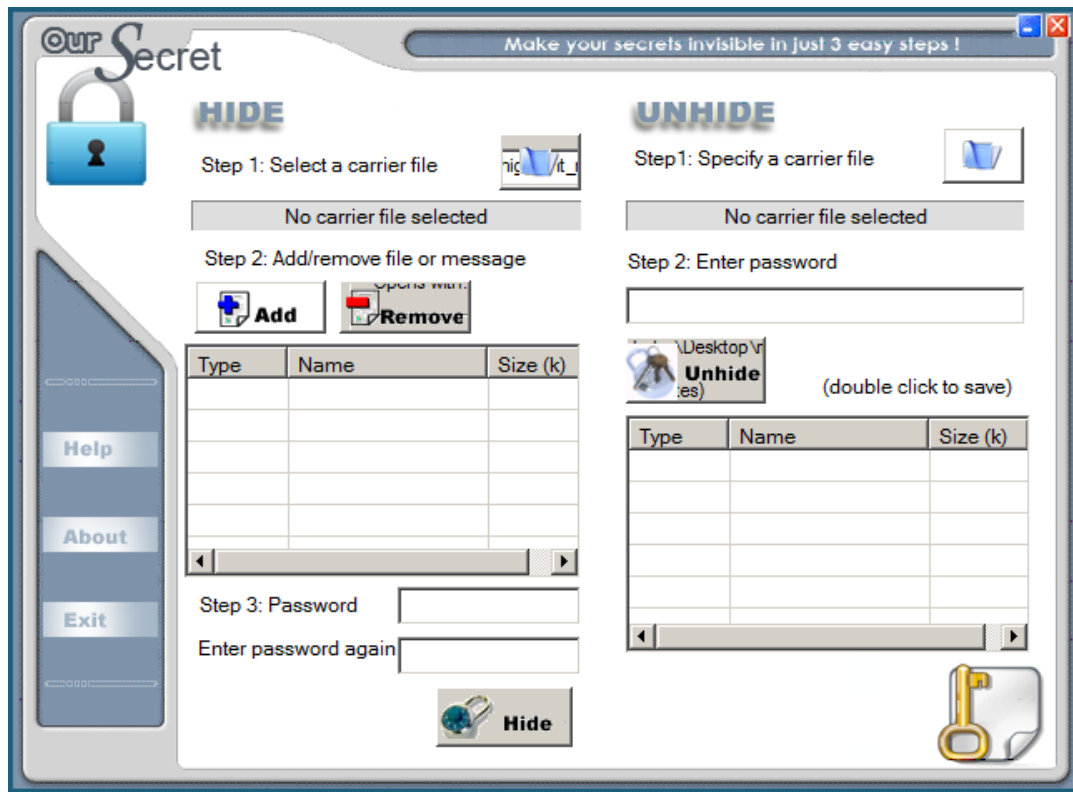 Our Secret
Make your secrets invisible in just 3 easy steps !
HIDE
Step 1: Select a carrier file
No carrier file selected
Step 2: Add/remove file or message
Add
Remove
Type Name Size (k)
Step 3: Password
Enter password again
Hide
UNHIDE
Step1: Specify a carrier file
No carrier file selected
Step 2: Enter password
\Desktop\r
Unhide
(double click to save)
Type Name Size (k)
Help
About
Exit